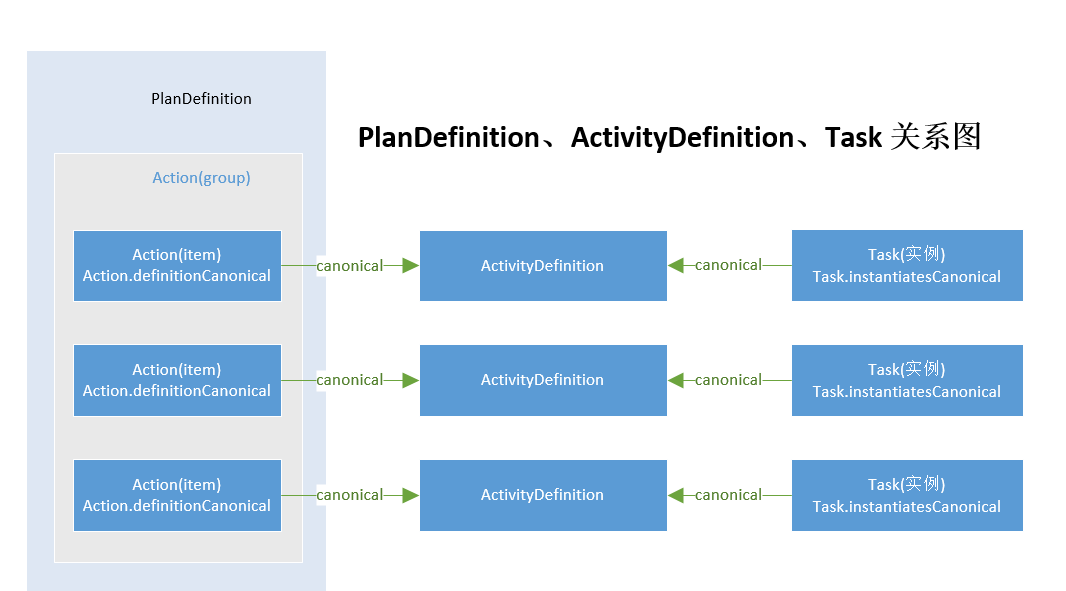 PlanDefinition
PlanDefinition、ActivityDefinition、Task 关系图
Action(group)
Action(item)
Action.definitionCanonical
canonical
ActivityDefinition
canonical
Task(实例)
Task.instantiatesCanonical
Action(item)
Action.definitionCanonical
canonical
ActivityDefinition
canonical
Task(实例)
Task.instantiatesCanonical
Action(item)
Action.definitionCanonical
canonical
ActivityDefinition
canonical
Task(实例)
Task.instantiatesCanonical